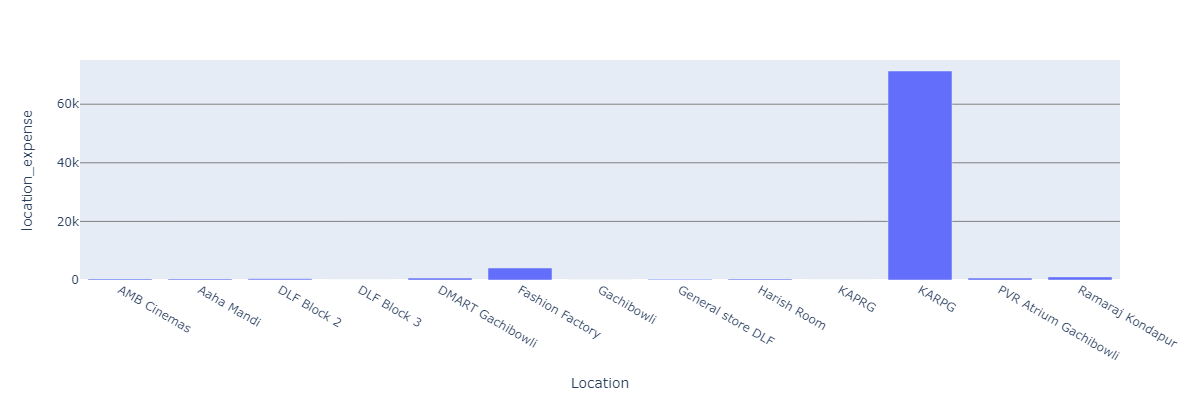 location_expense
60k
40k
20k
0
AMB Cinemas
Aaha Mandi
DLF Block 2
DLF Block 3
DMART Gachibowli
Fashion Factory
Gachibowli
General store DLF
Harish Room
KAPRG
KARPG
PVR Atrium Gachibowli
Ramaraj Kondapur
Location